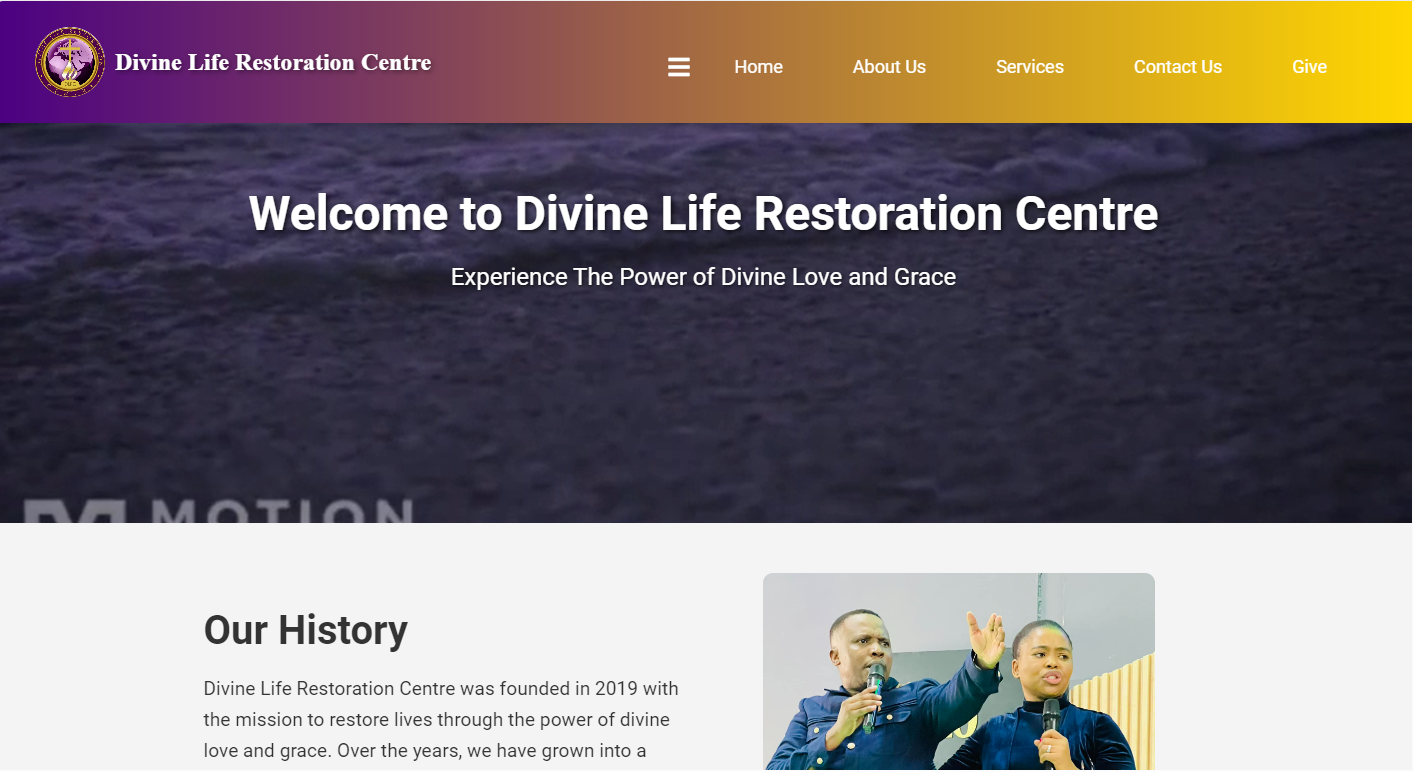 Divine Life Restoration Centre
Home About Us Services Contact Us Give
Welcome to Divine Life Restoration Centre
Experience The Power of Divine Love and Grace
MOTION
Our History
Divine Life Restoration Centre was founded in 2019 with
the mission to restore lives through the power of divine
love and grace. Over the years, we have grown into a